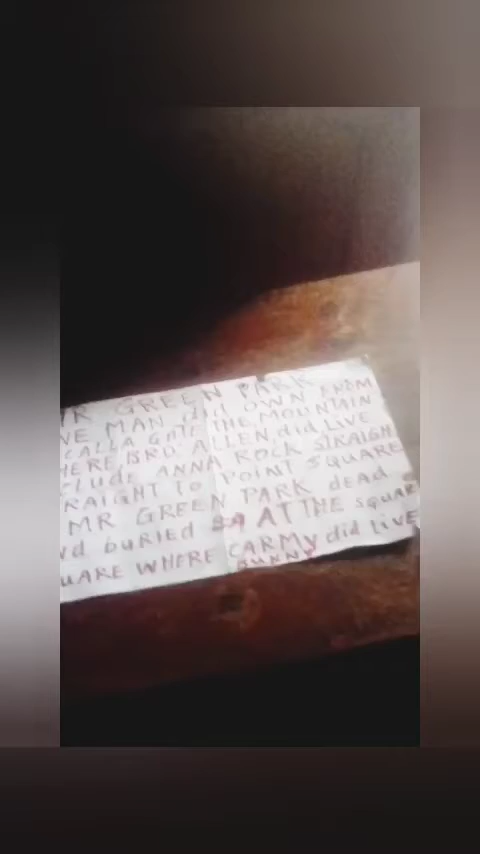 MR GREEN PARK
VE MAN did OWN FROM
CALLA GATE THE MOUNTAIN
HERE BRO ALLEN did LIVE
CLUDE ANNA ROCK STRAIGH
RAIGHT TO POINT SQUARE
MR GREEN PARK dead
Nd buried AT THE SQUAR
UARE WHERE CARMY did LIVE
BUNNY